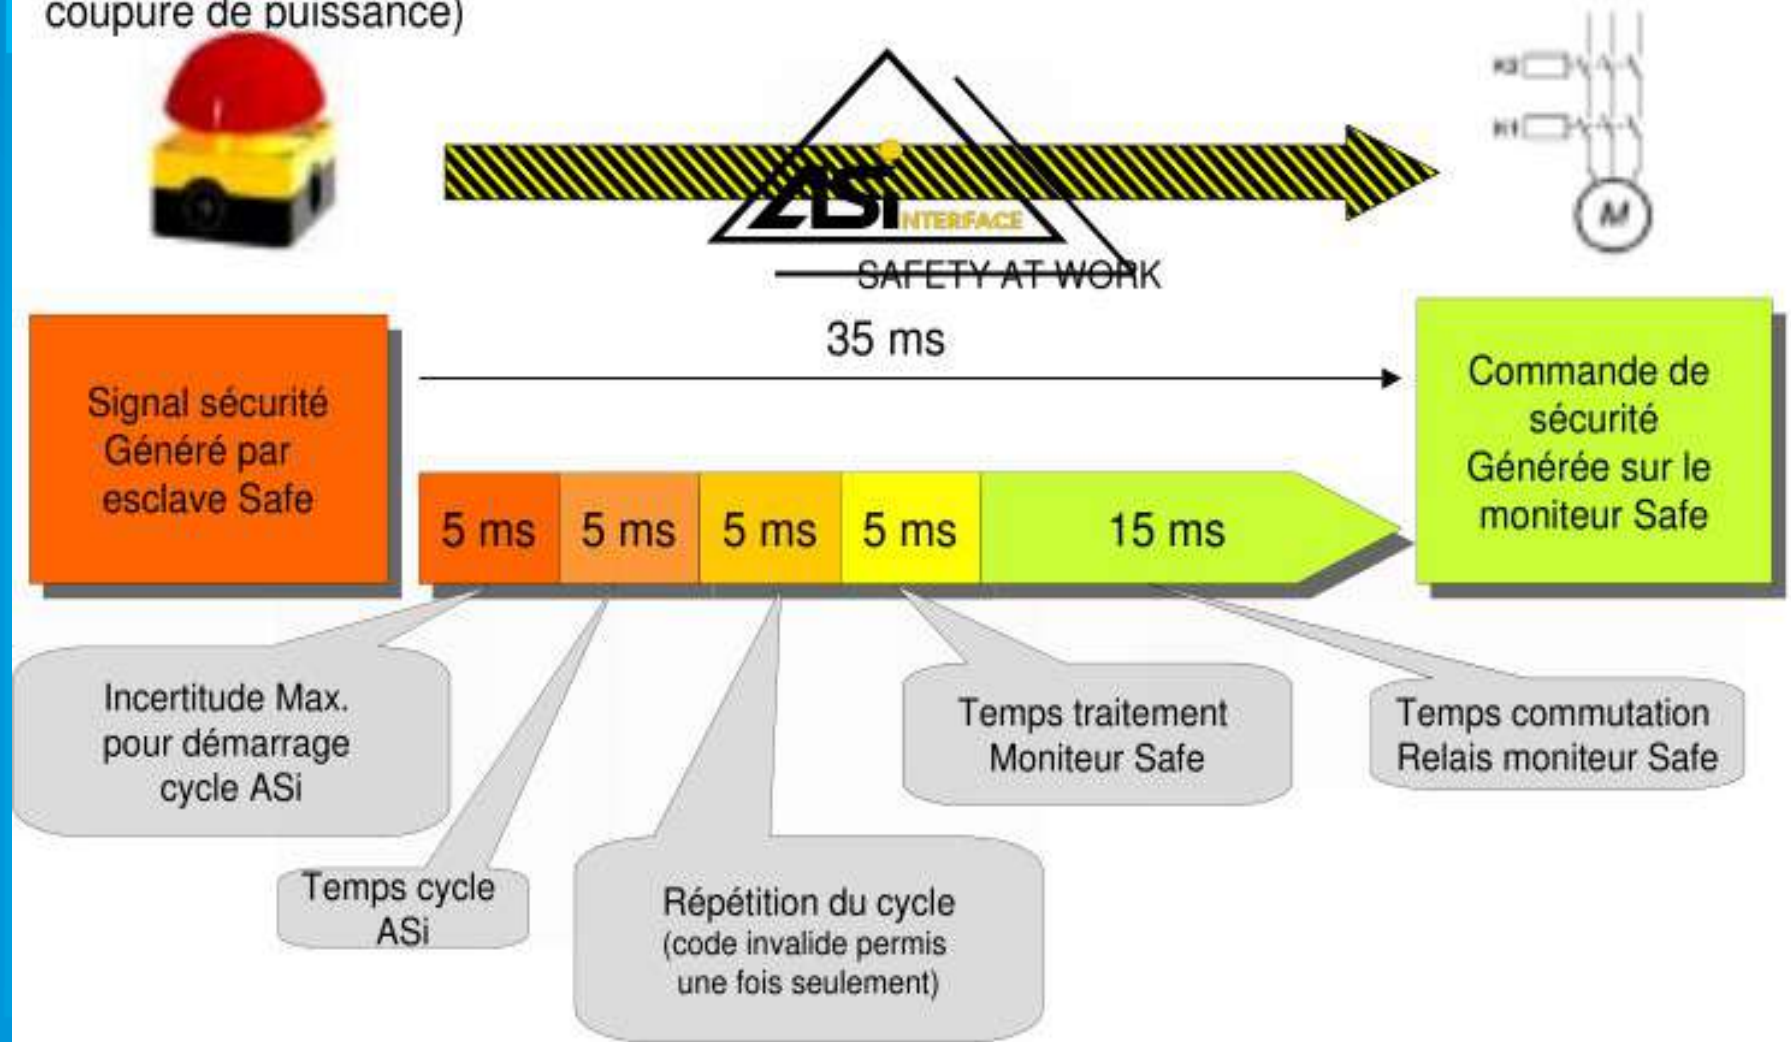 coupure de puissance)
K2
K1
M
ASi
INTERFACE
SAFETY AT WORK
35 ms
Signal sécurité
Généré par
esclave Safe
5 ms
5 ms
5 ms
5 ms
15 ms
Commande de
sécurité
Générée sur le
moniteur Safe
Incertitude Max.
pour démarrage
cycle ASi
Temps cycle
ASi
Répétition du cycle
(code invalide permis
une fois seulement)
Temps traitement
Moniteur Safe
Temps commutation
Relais moniteur Safe